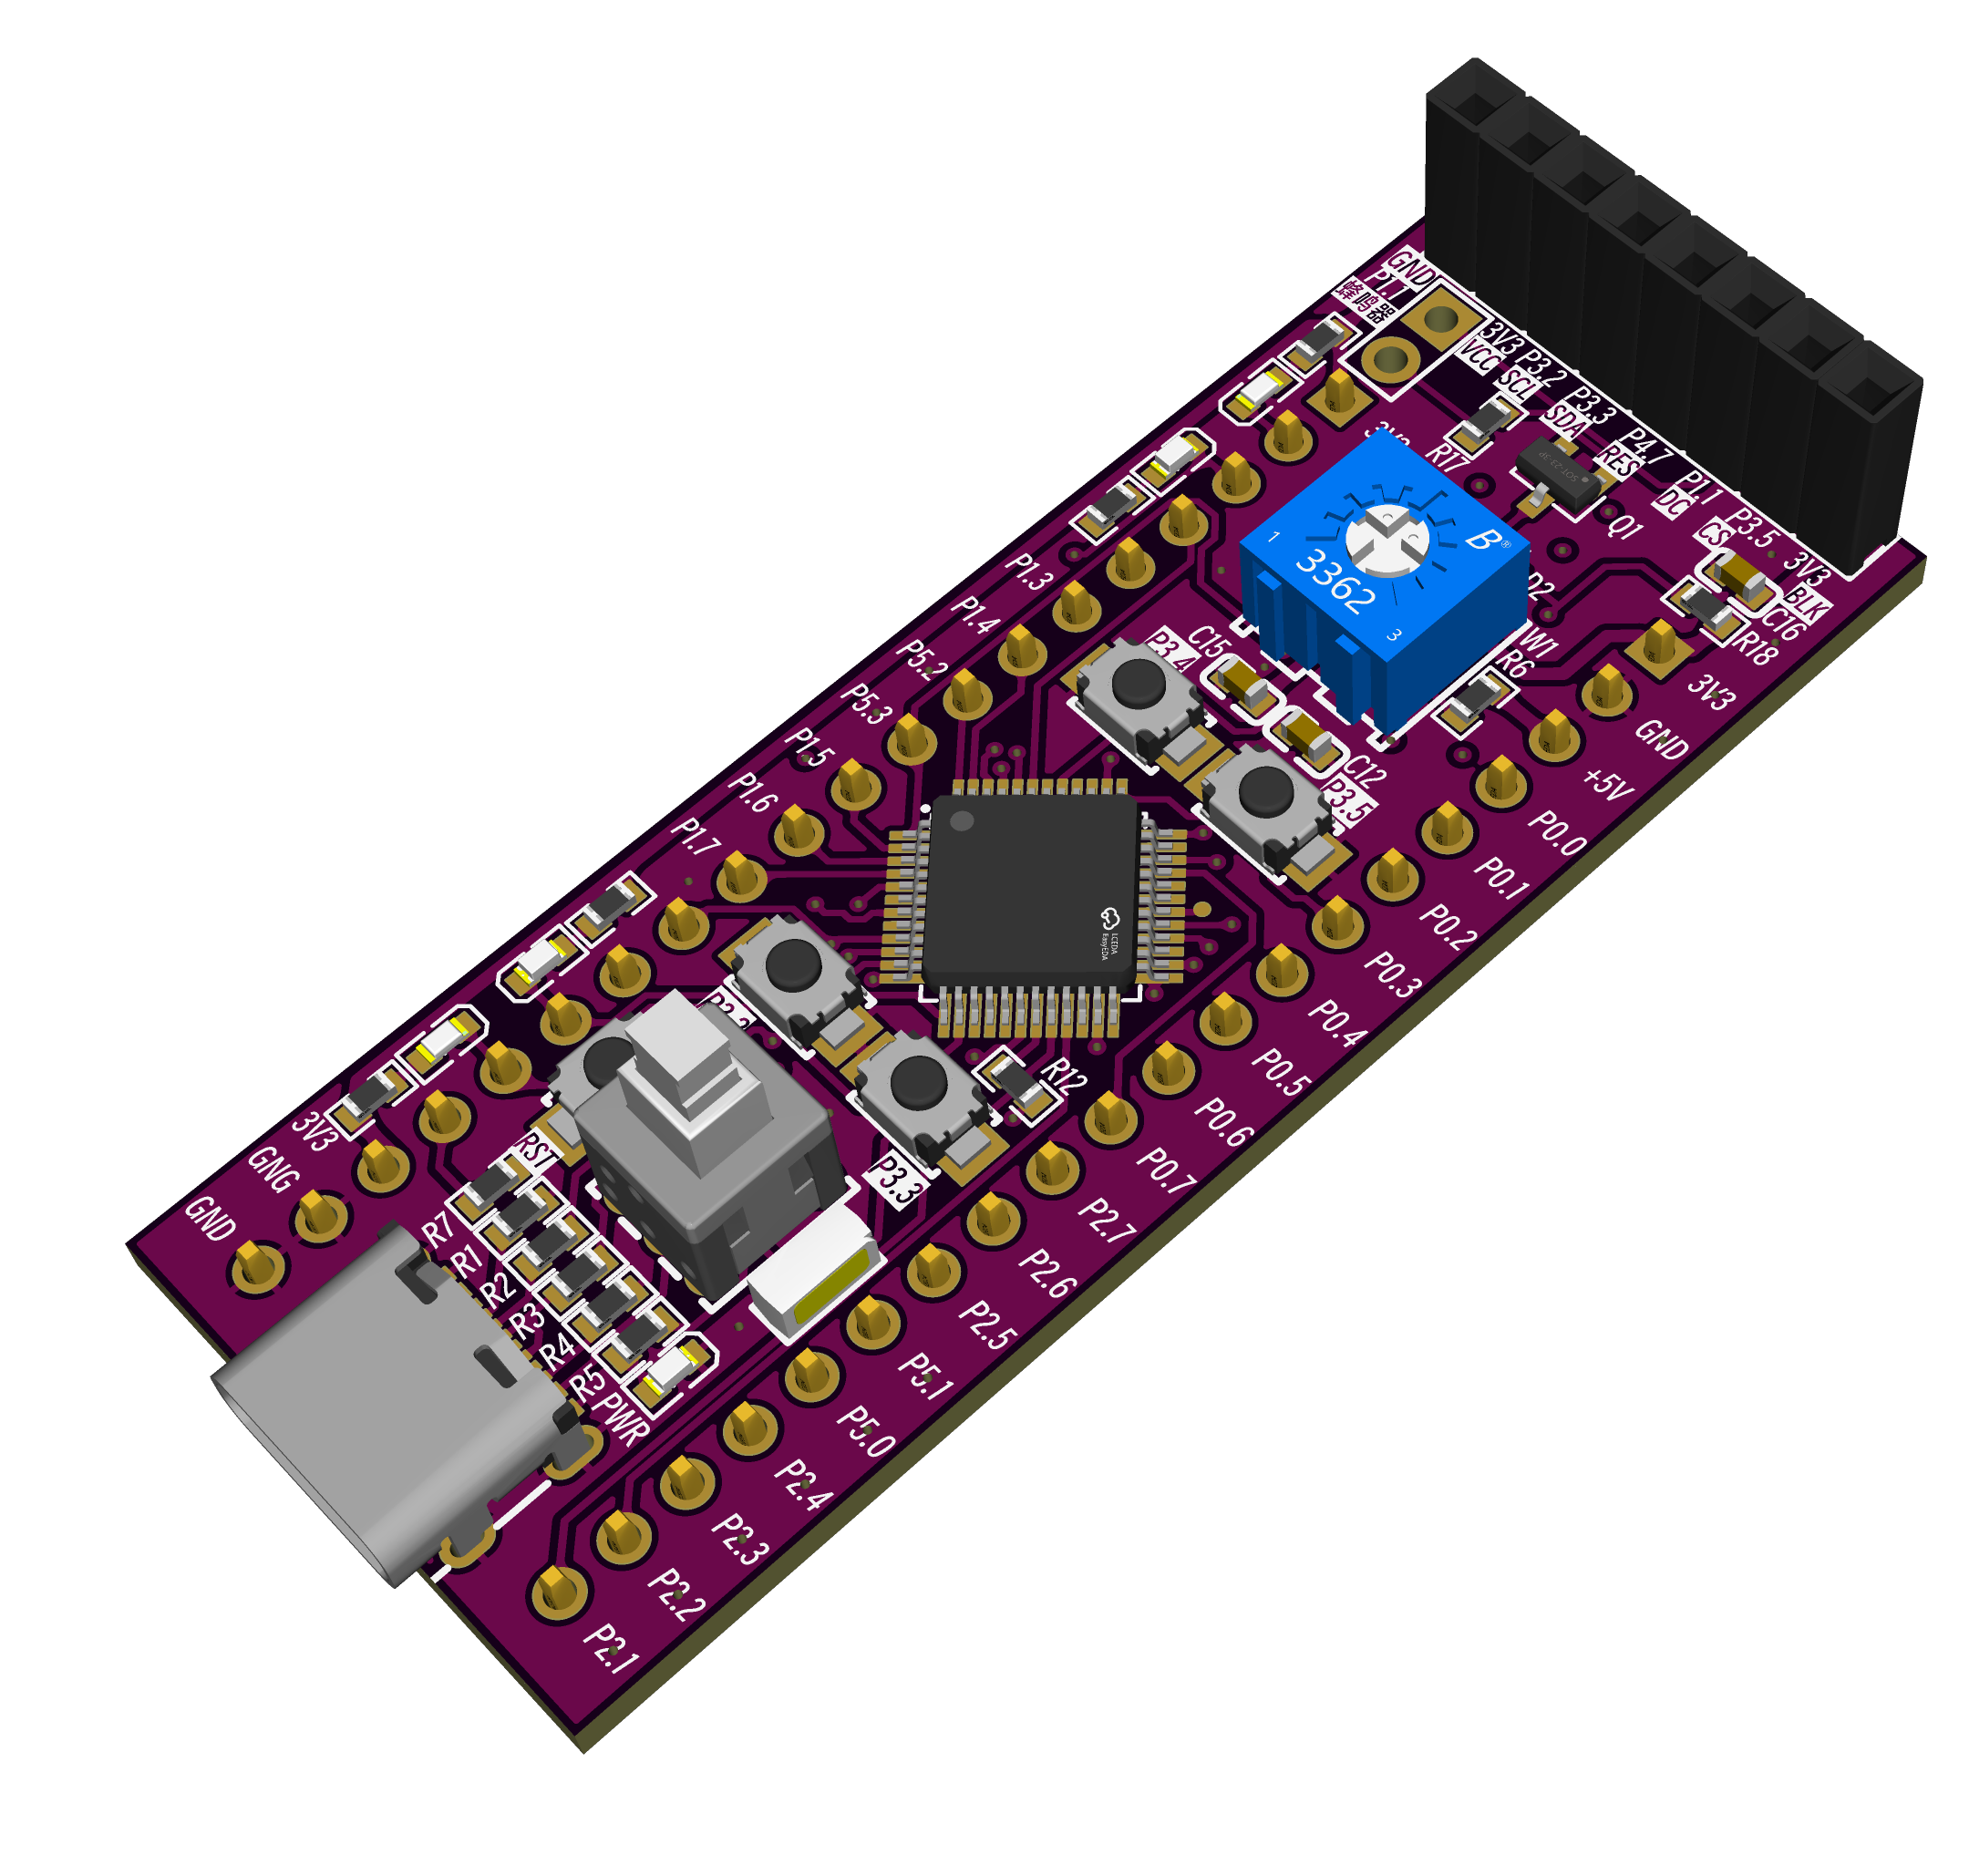 GND
P1.1
蜂鸣器
3V3
VCC
P3.2
SCL
P3.3
SDA
P4.7
RES
P11
DC
P3.5
CS
3V3
BLK
C16
R18
R17
Q1
B®
1
3362
3
W1
R6
C15
C12
P3.4
P3.5
P1.3
P1.4
P5.2
P5.3
P1.5
P1.6
P1.7
3V3
GNG
GND
3V3
GND
+5V
P0.0
P0.1
P0.2
P0.3
P0.4
P0.5
P0.6
P0.7
P2.7
P2.6
P2.5
P5.1
P5.0
P2.4
P2.3
P2.2
P2.1
LCEDA
EasyEDA
R12
P3.3
RST
R7
R1
R2
R3
R4
R5
PWR